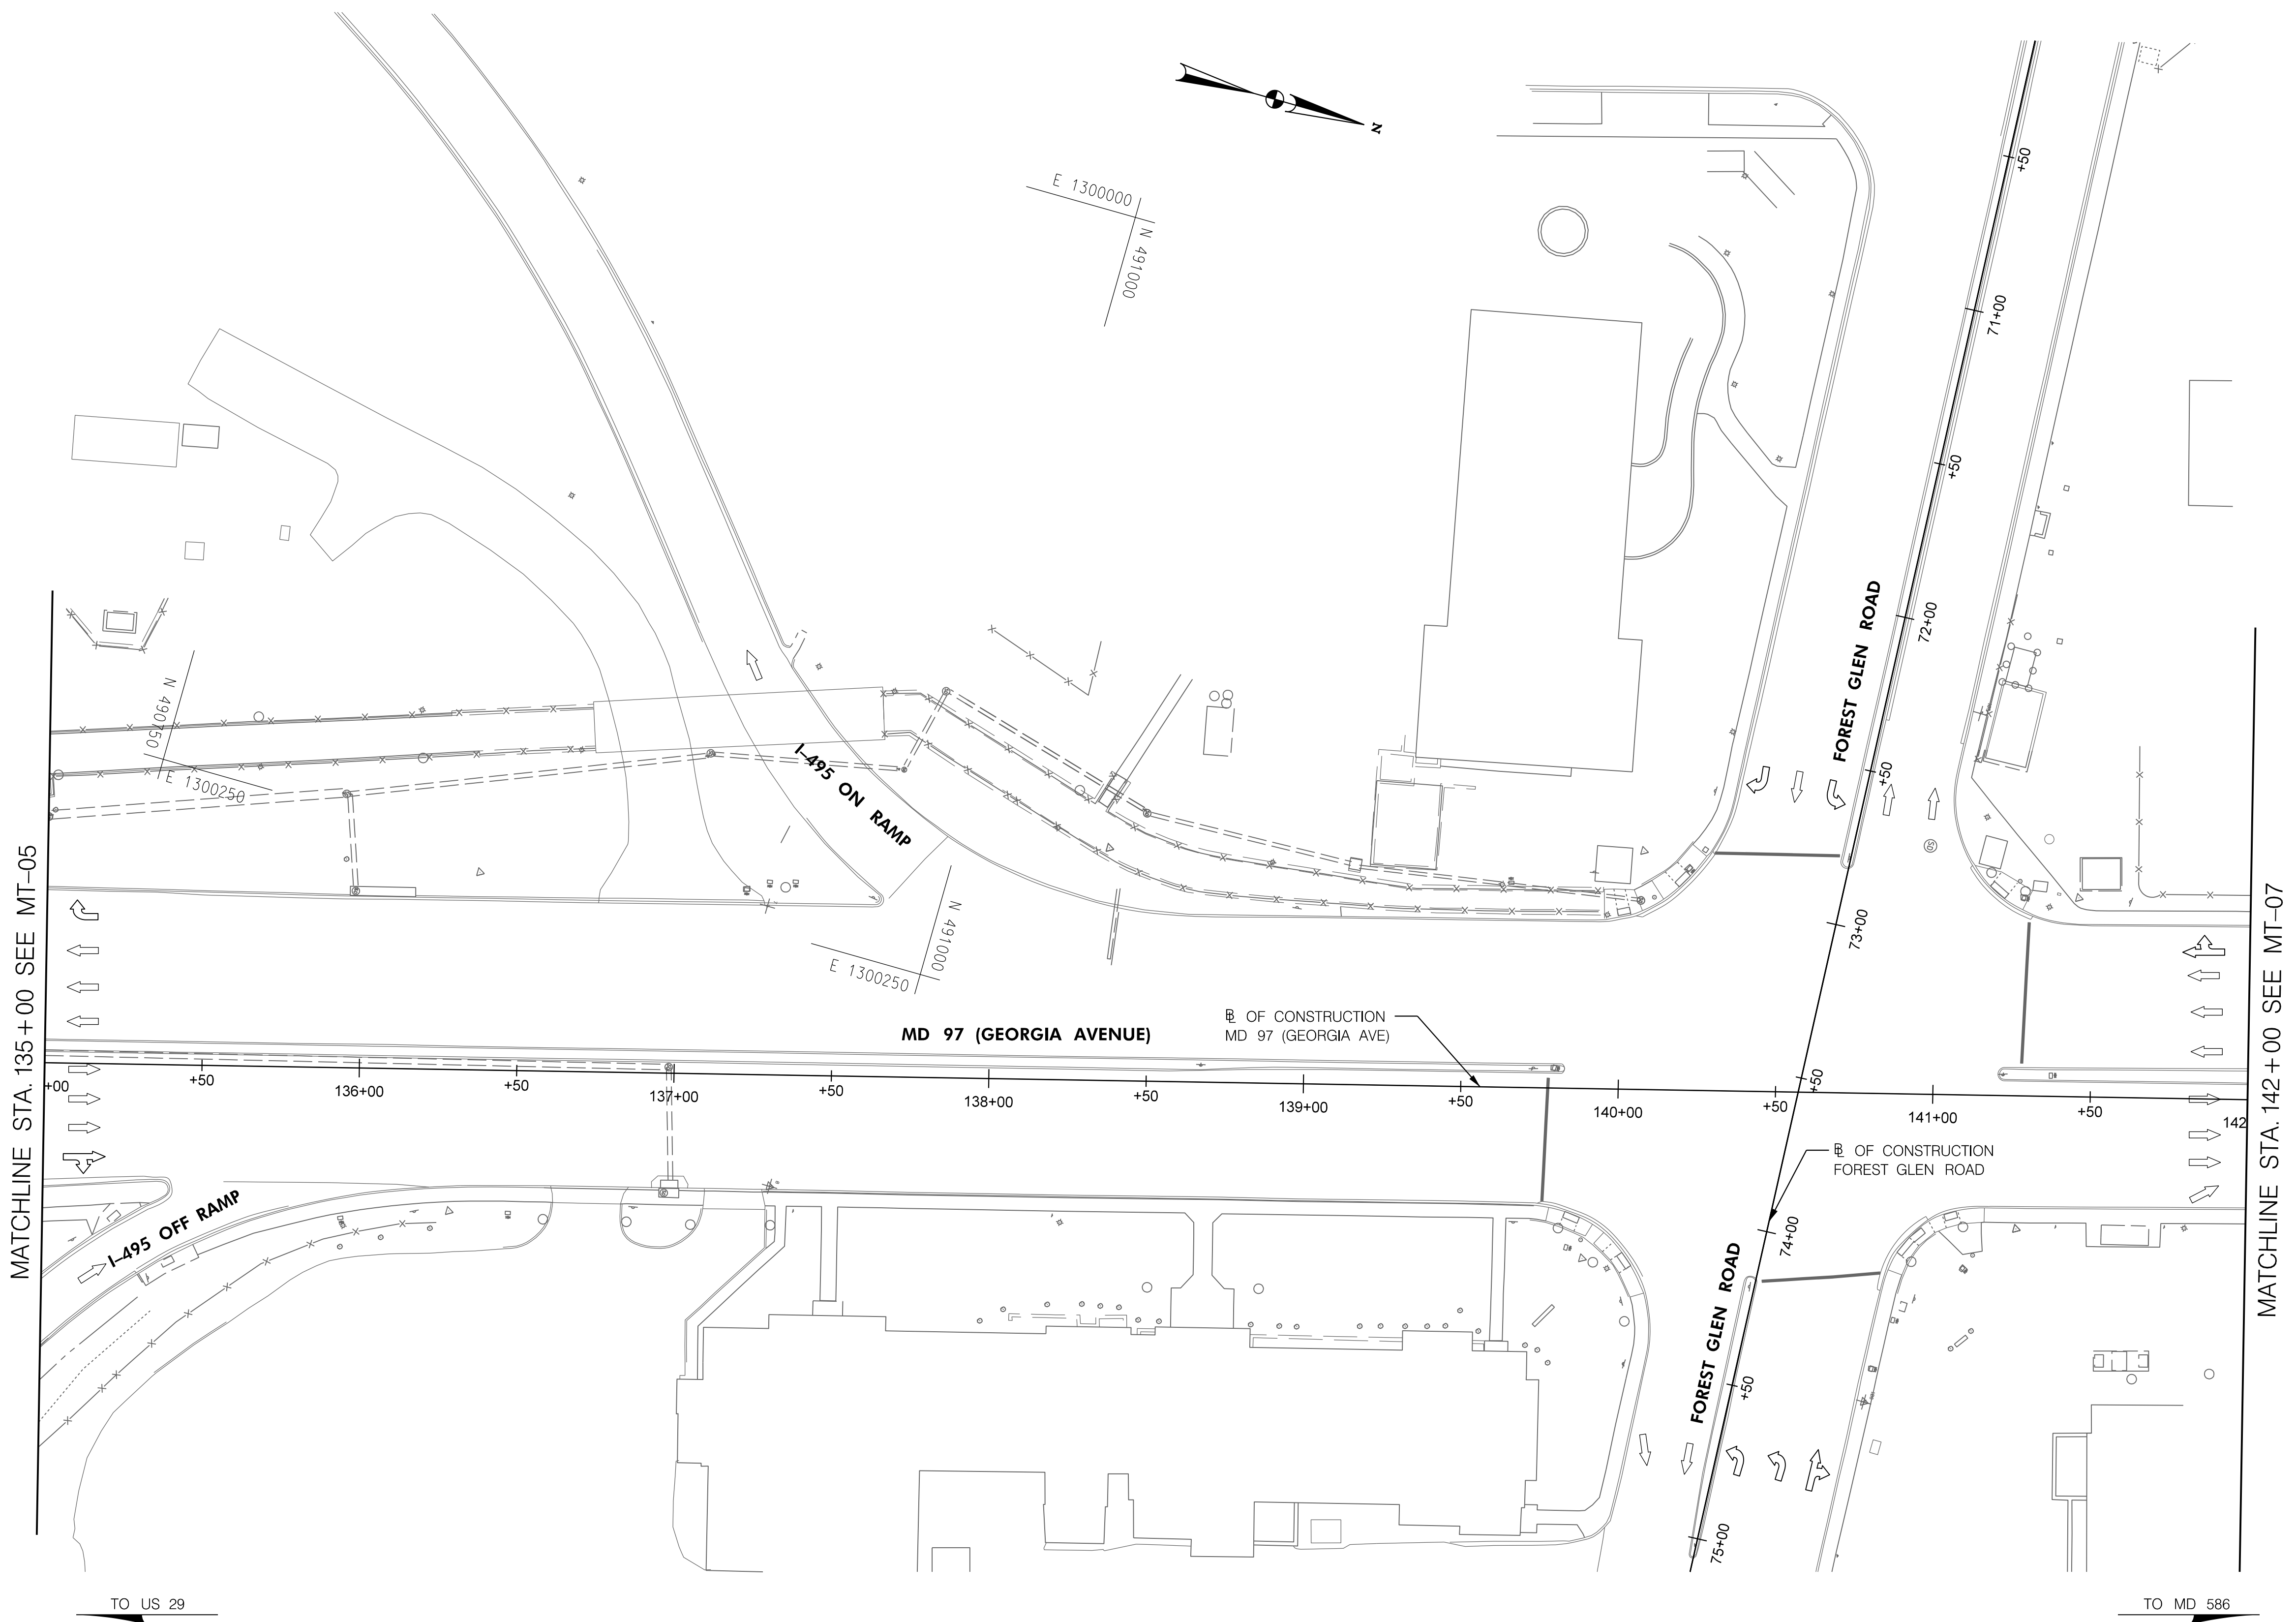 N
E 1300000
N 491000
+50
71+00
+50
72+00
FOREST GLEN ROAD
+50
73+00
+50
N 490750
E 1300250
I-495 ON RAMP
N 491000
E 1300250
SD
MATCHLINE STA. 135+00 SEE MT-05
MATCHLINE STA. 142+00 SEE MT-07
MD 97 (GEORGIA AVENUE)
BL OF CONSTRUCTION
MD 97 (GEORGIA AVE)
+00
+50
136+00
+50
137+00
+50
138+00
+50
139+00
+50
140+00
+50
141+00
+50
142
BL OF CONSTRUCTION
FOREST GLEN ROAD
I-495 OFF RAMP
74+00
FOREST GLEN ROAD
+50
75+00
TO US 29
TO MD 586